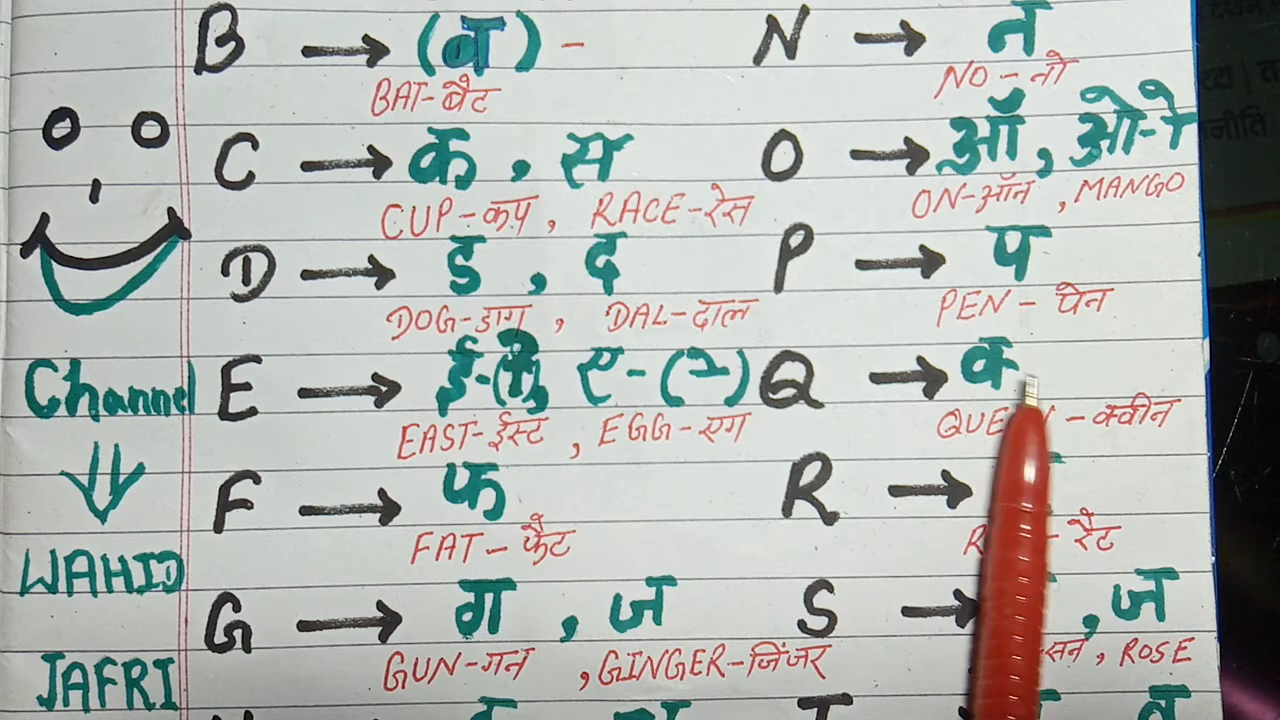 B → (ब) -
BAT-बैट
C → क, स
CUP-कप, RACE-रेस
D → ड, द
DOG-डाग, DAL-दाल
E → ई-(ी), ए-(े)
EAST-ईस्ट, EGG-एग
F → फ
FAT-फैट
G → ग, ज
GUN-गन, GINGER-जिंजर
N → न
NO-नो
O → ऑ, ओ-ो
ON-ऑन, MANGO
P → प
PEN-पेन
Q → क
-क्वीन
R →
-रैट
S → , ज
सन, ROSE
Channel
WAHID
JAFRI